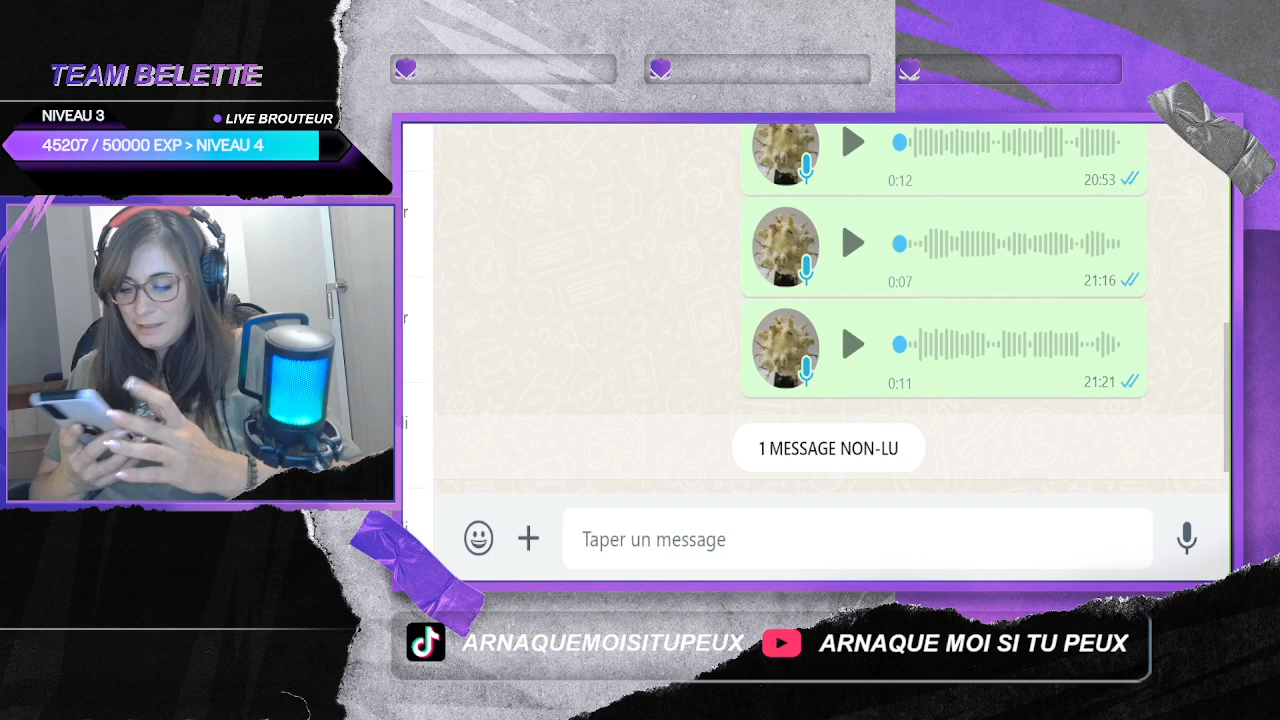 TEAM BELETTE
NIVEAU 3
LIVE BROUTEUR
45207 / 50000 EXP > NIVEAU 4
0:12
20:53
0:07
21:16
0:11
21:21
1 MESSAGE NON-LU
Taper un message
ARNAQUEMOISITUPEUX
ARNAQUE MOI SI TU PEUX